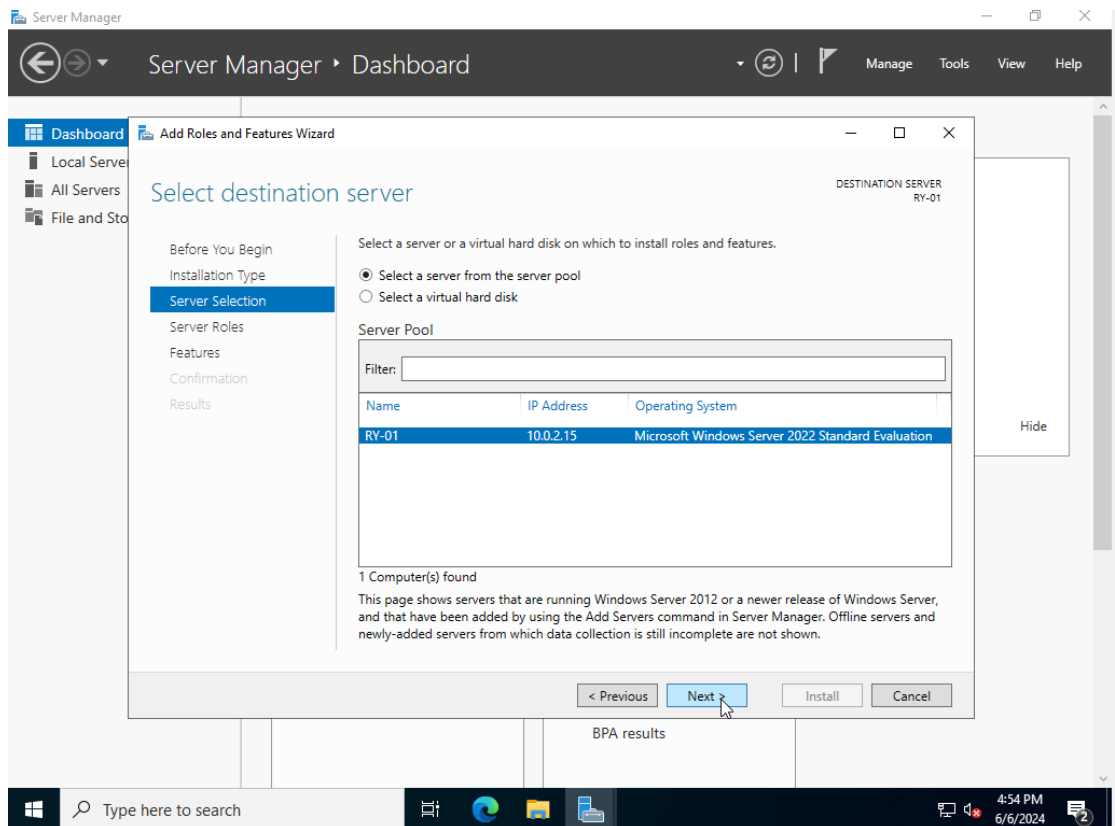 Server Manager
Server Manager • Dashboard
Manage
Tools
View
Help
Dashboard
Local Server
All Servers
File and Sto
Add Roles and Features Wizard
Select destination server
DESTINATION SERVER
RY-01
Before You Begin
Installation Type
Server Selection
Server Roles
Features
Confirmation
Results
Select a server or a virtual hard disk on which to install roles and features.
Select a server from the server pool
Select a virtual hard disk
Server Pool
Filter:
Name IP Address Operating System
RY-01 10.0.2.15 Microsoft Windows Server 2022 Standard Evaluation
1 Computer(s) found
This page shows servers that are running Windows Server 2012 or a newer release of Windows Server,
and that have been added by using the Add Servers command in Server Manager. Offline servers and
newly-added servers from which data collection is still incomplete are not shown.
< Previous
Next >
Install
Cancel
Hide
BPA results
Type here to search
4:54 PM
6/6/2024
2